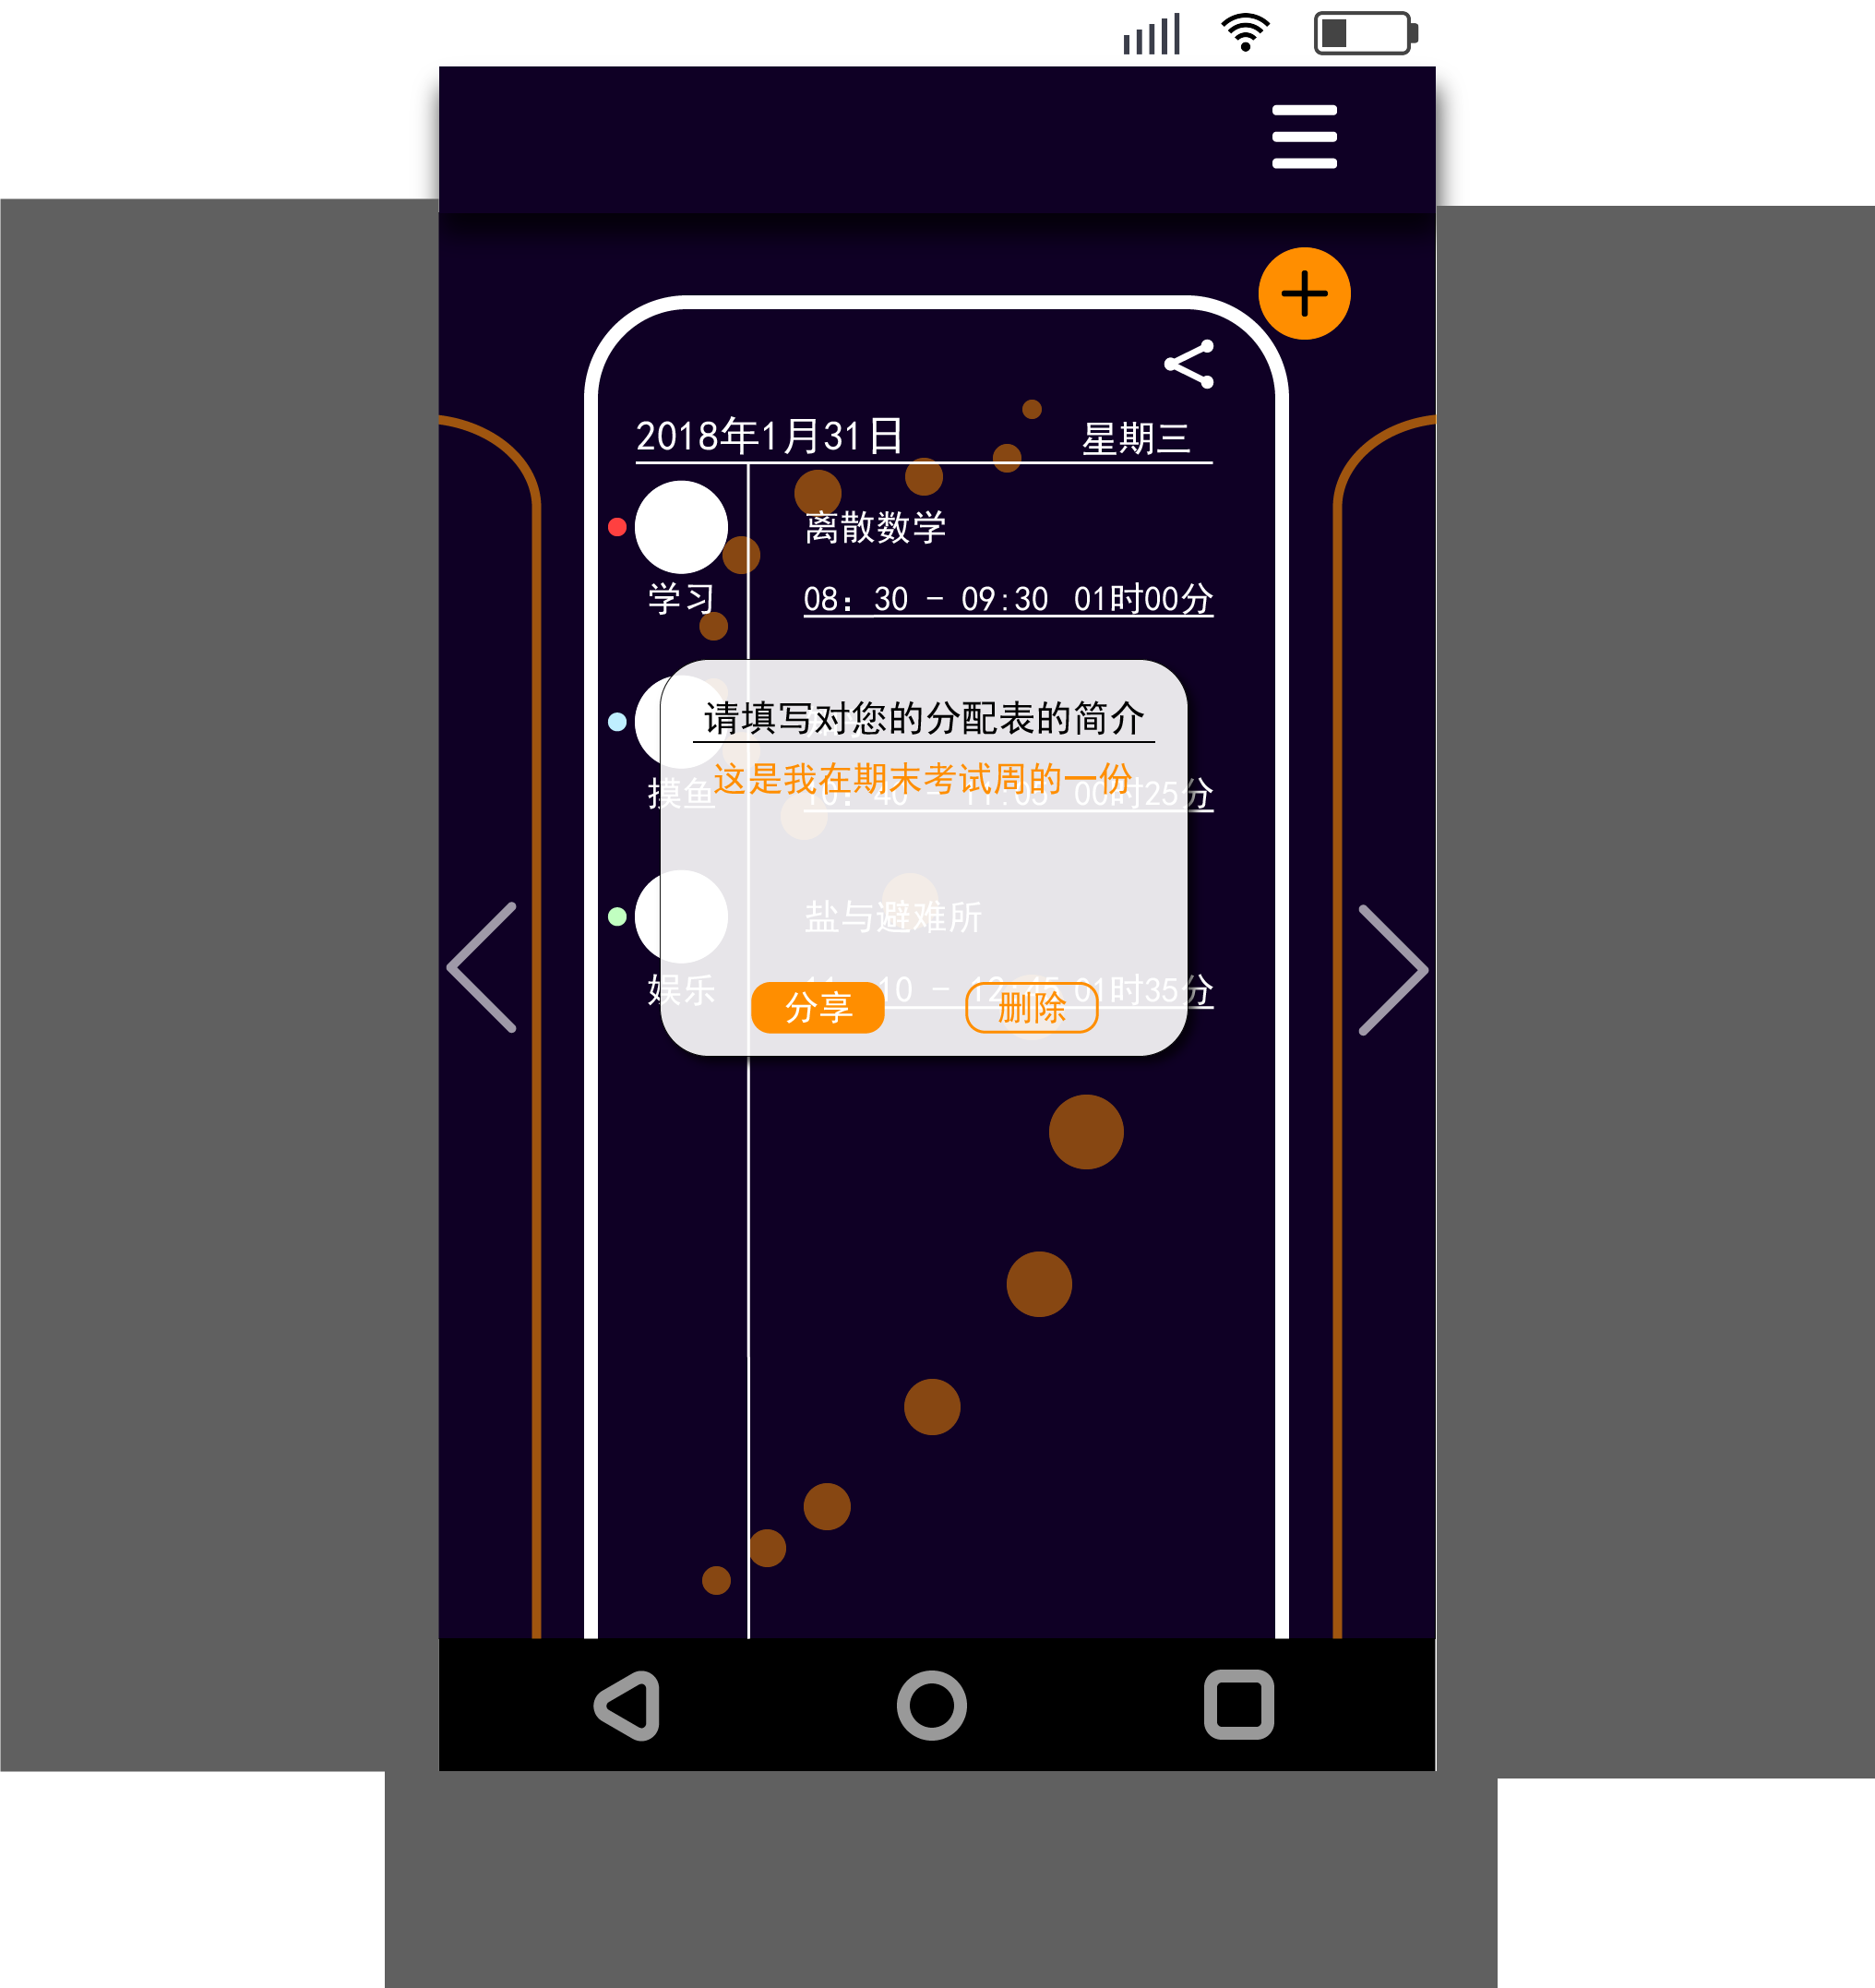 2018年1月31日 星期三
离散数学
学习 08：30 - 09:30 01时00分
请填写对您的分配表的简介
这是我在期末考试周的一份
摸鱼 10：40 - 11:05 00时25分
盐与避难所
娱乐 11：10 - 12:45 01时35分
分享 删除